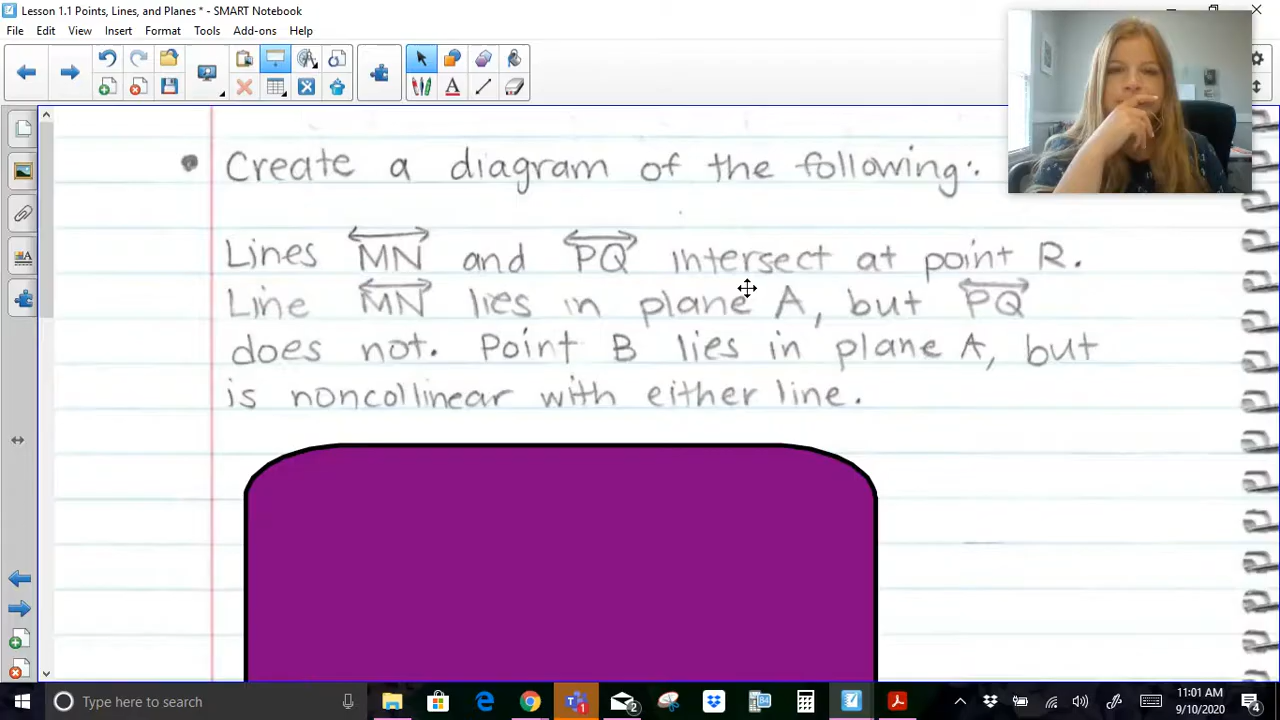 Lesson 1.1 Points, Lines, and Planes * - SMART Notebook
File Edit View Insert Format Tools Add-ons Help
• Create a diagram of the following:
Lines MN and PQ intersect at point R.
Line MN lies in plane A, but PQ
does not. Point B lies in plane A, but
is noncollinear with either line.
Type here to search
11:01 AM
9/10/2020
1
2
4